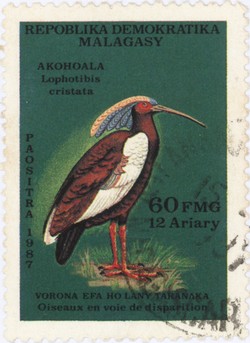 REPOBLIKA DEMOKRATIKA
MALAGASY
AKOHOALA
Lophotibis
cristata
PAOSITRA 1987
60 FMG
12 Ariary
VORONA EFA HO LANY TARANAKA
Oiseaux en voie de disparition